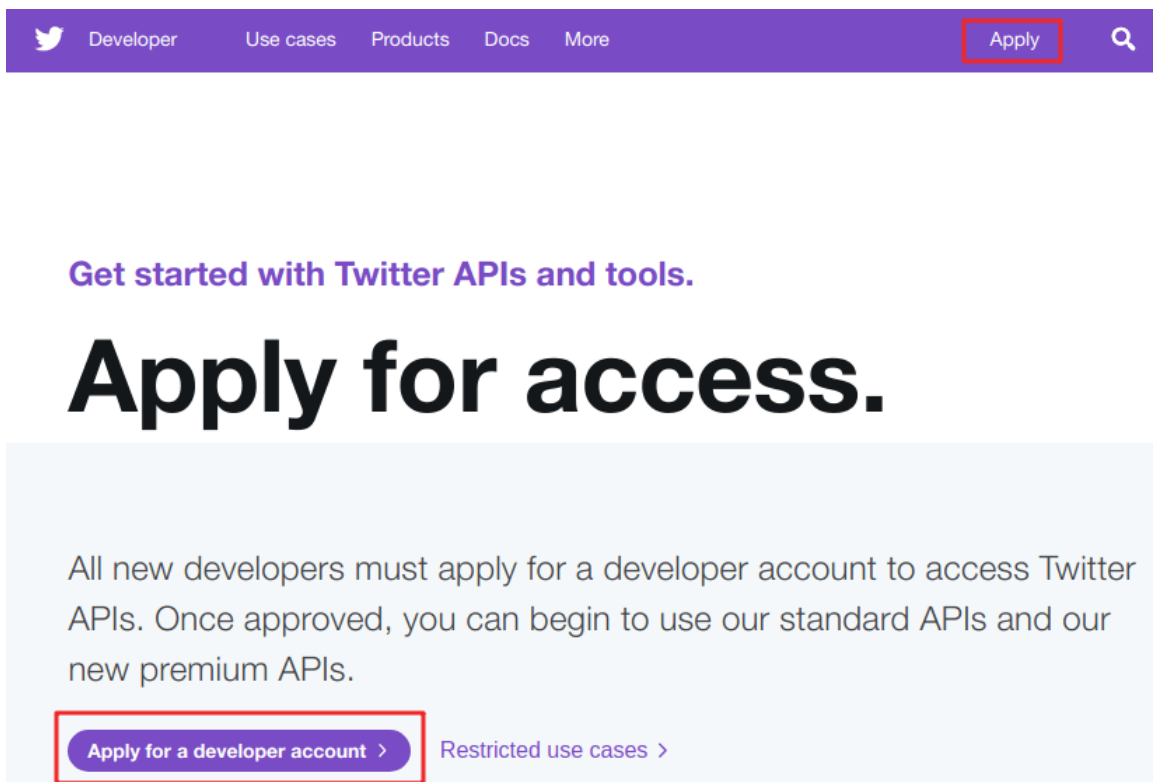 Developer Use cases Products Docs More Apply
Get started with Twitter APIs and tools.
Apply for access.
All new developers must apply for a developer account to access Twitter
APIs. Once approved, you can begin to use our standard APIs and our
new premium APIs.
Apply for a developer account > Restricted use cases >